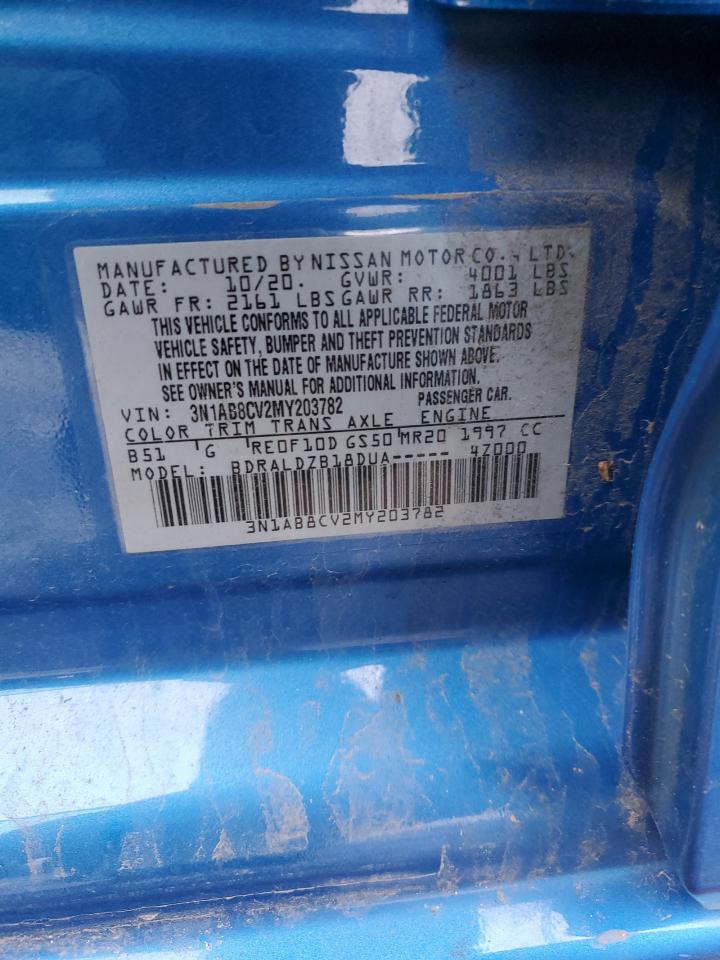 MANUFACTURED BY NISSAN MOTOR CO., LTD.
DATE: 10/20. GVWR: 4001 LBS
GAWR FR: 2161 LBS GAWR RR: 1863 LBS
THIS VEHICLE CONFORMS TO ALL APPLICABLE FEDERAL MOTOR
VEHICLE SAFETY, BUMPER AND THEFT PREVENTION STANDARDS
IN EFFECT ON THE DATE OF MANUFACTURE SHOWN ABOVE.
SEE OWNER'S MANUAL FOR ADDITIONAL INFORMATION.
VIN: 3N1AB8CV2MY203782 PASSENGER CAR.
COLOR TRIM TRANS AXLE ENGINE
B51 G RE0F10D GS50 MR20 1997 CC
MODEL: BDRALDZB18DUA----- 4Z000
3N1AB8CV2MY203782